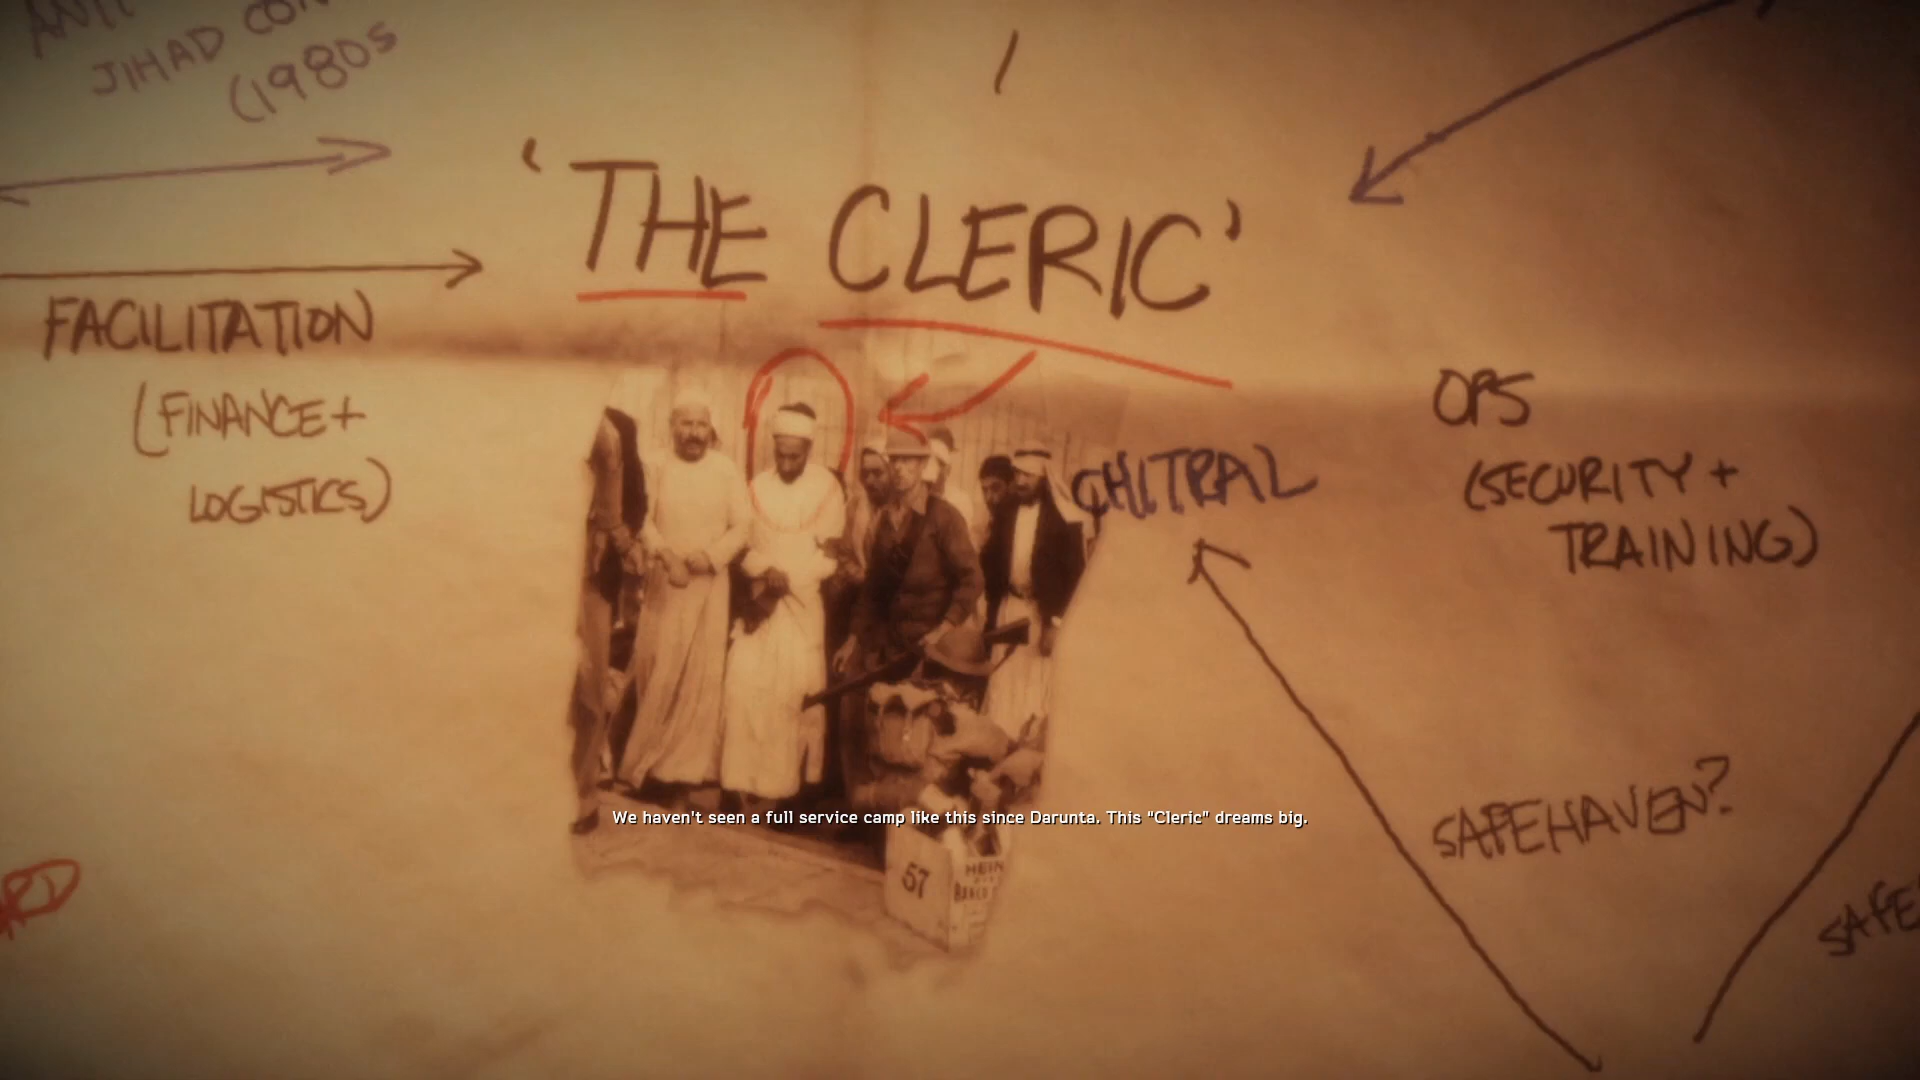 JIHAD
(1980s
'THE CLERIC'
FACILITATION
(FINANCE+
LOGISTICS)
CHITRAL
OPS
(SECURITY +
TRAINING)
SAFEHAVEN?
We haven't seen a full service camp like this since Darunta. This "Cleric" dreams big.
57